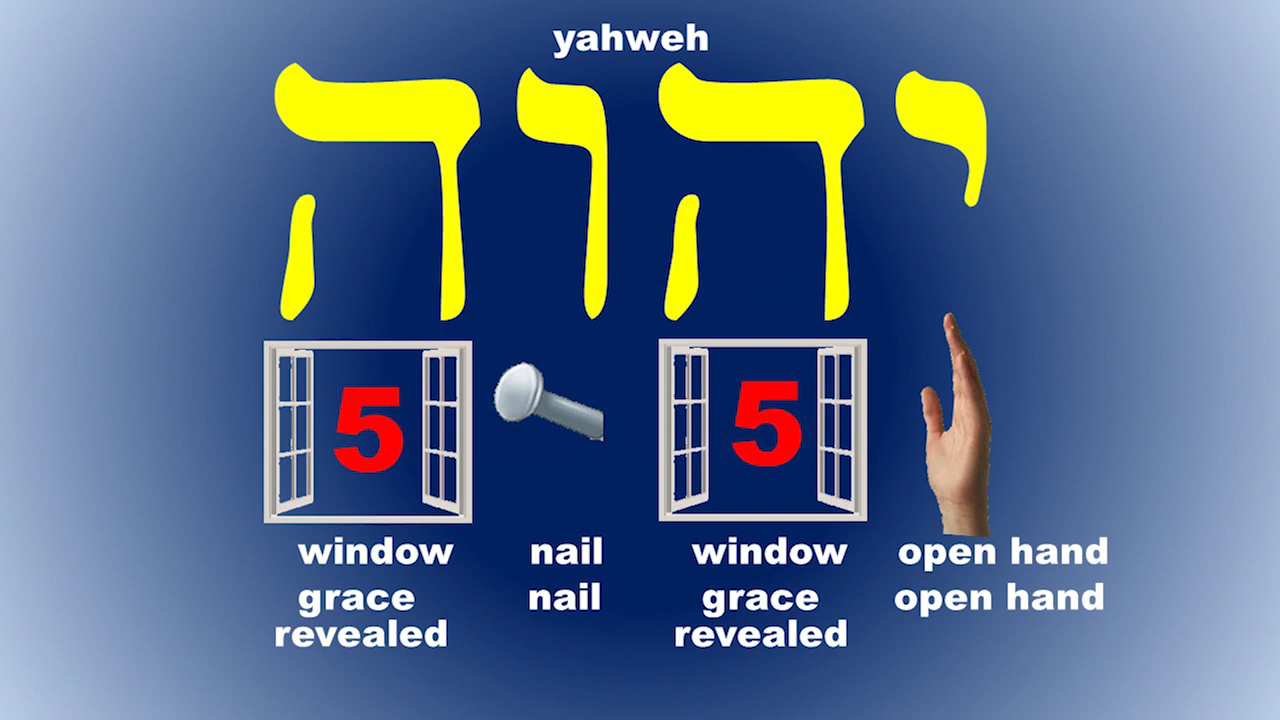 yahweh
יהוה
5 5
window nail window open hand
grace nail grace open hand
revealed revealed